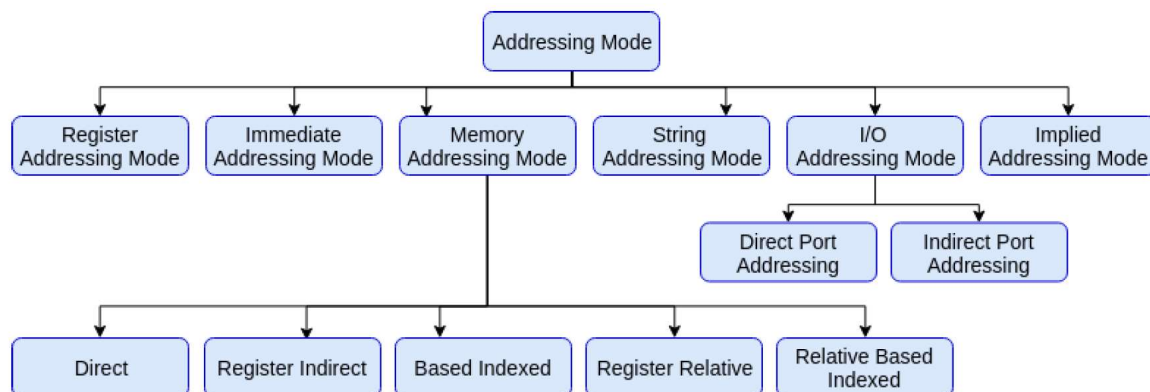 Addressing Mode
Register
Addressing Mode
Immediate
Addressing Mode
Memory
Addressing Mode
String
Addressing Mode
I/O
Addressing Mode
Implied
Addressing Mode
Direct Port
Addressing
Indirect Port
Addressing
Direct
Register Indirect
Based Indexed
Register Relative
Relative Based
Indexed